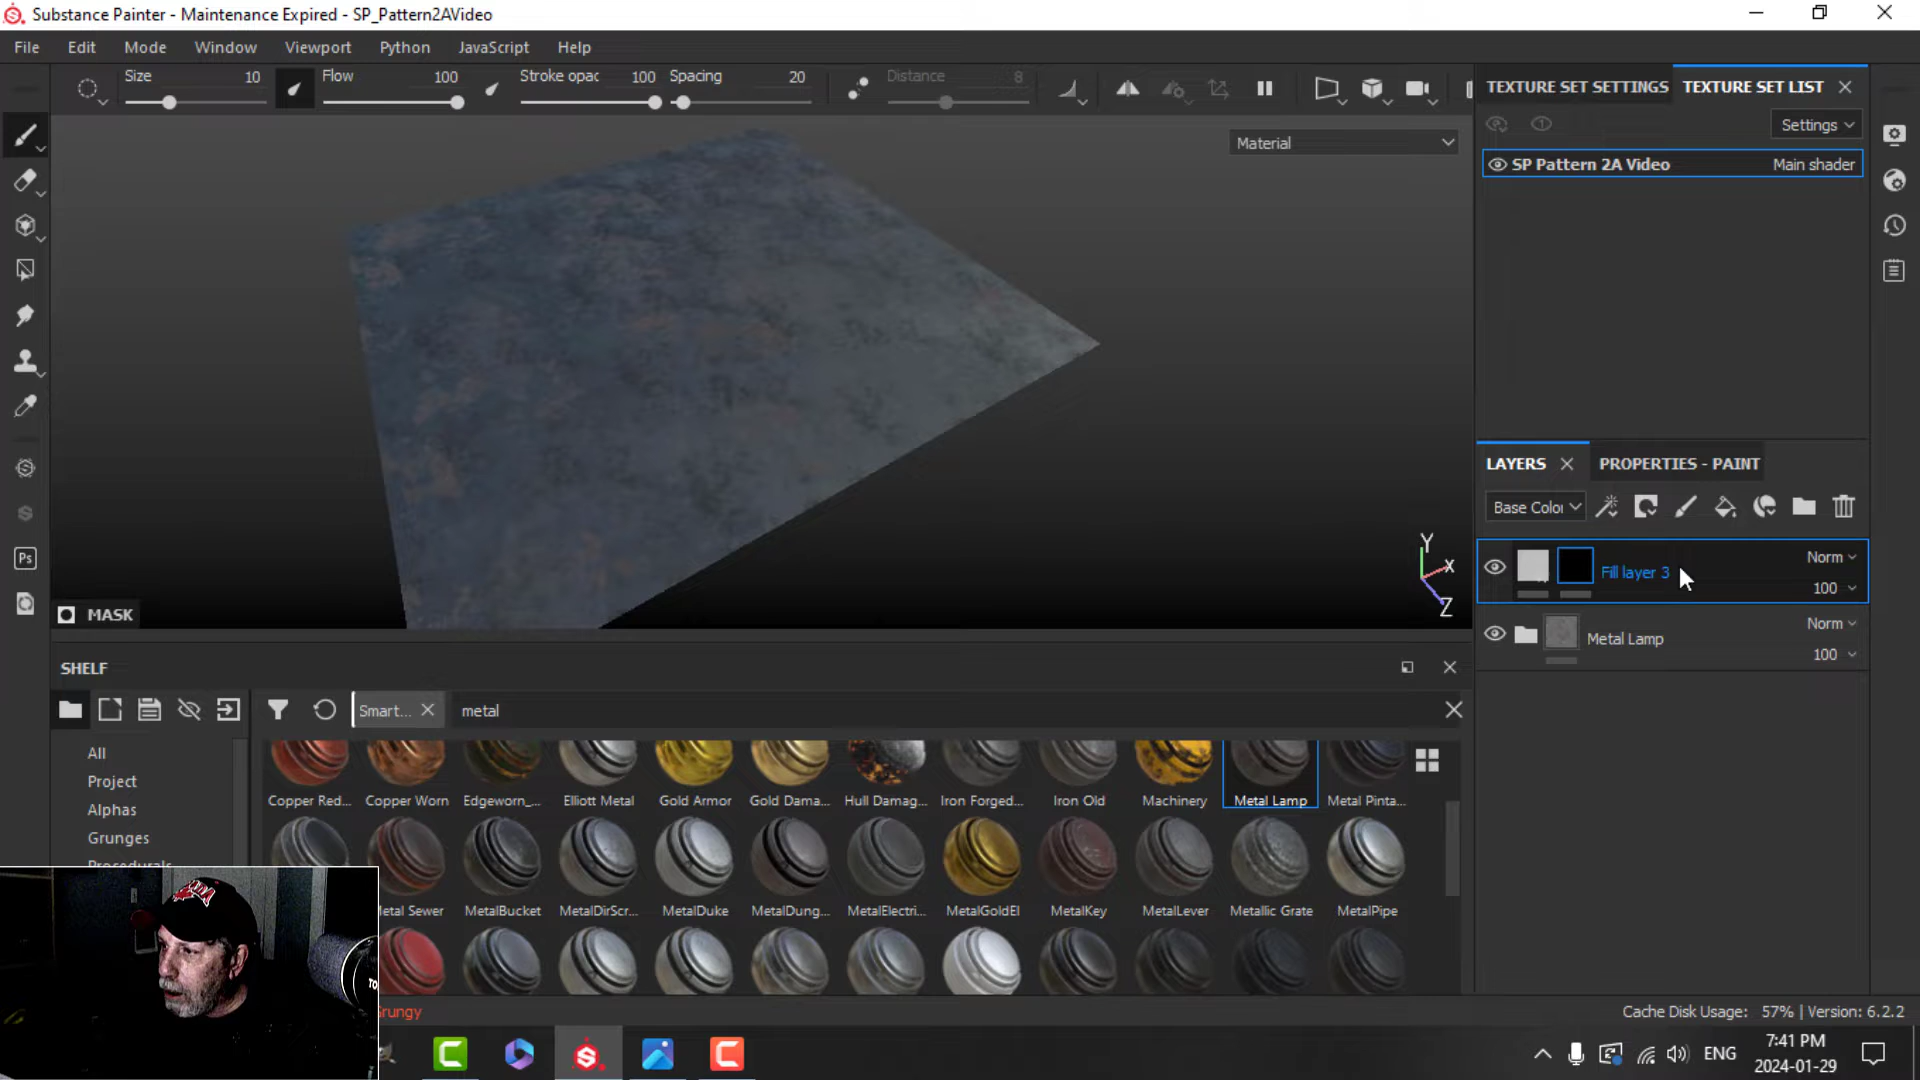 Substance Painter - Maintenance Expired - SP_Pattern2AVideo
File Edit Mode Window Viewport Python JavaScript Help
Size 10 Flow 100 Stroke opac 100 Spacing 20 Distance 8
TEXTURE SET SETTINGS TEXTURE SET LIST
Settings
Material
SP Pattern 2A Video Main shader
LAYERS PROPERTIES - PAINT
Base Color
Norm
Fill layer 3
100
Norm
Metal Lamp
100
Y
X
Z
Ps
MASK
SHELF
Smart... metal
All
Project
Alphas
Grunges
Procedurals
Copper Red... Copper Worn Edgeworn_... Elliott Metal Gold Armor Gold Dama... Hull Damag... Iron Forged... Iron Old Machinery Metal Lamp Metal Pinta...
etal Sewer MetalBucket MetalDirScr... MetalDuke MetalDung... MetalElectri... MetalGoldEl MetalKey MetalLever Metallic Grate MetalPipe
Grungy
Cache Disk Usage: 57% | Version: 6.2.2
ENG
7:41 PM
2024-01-29